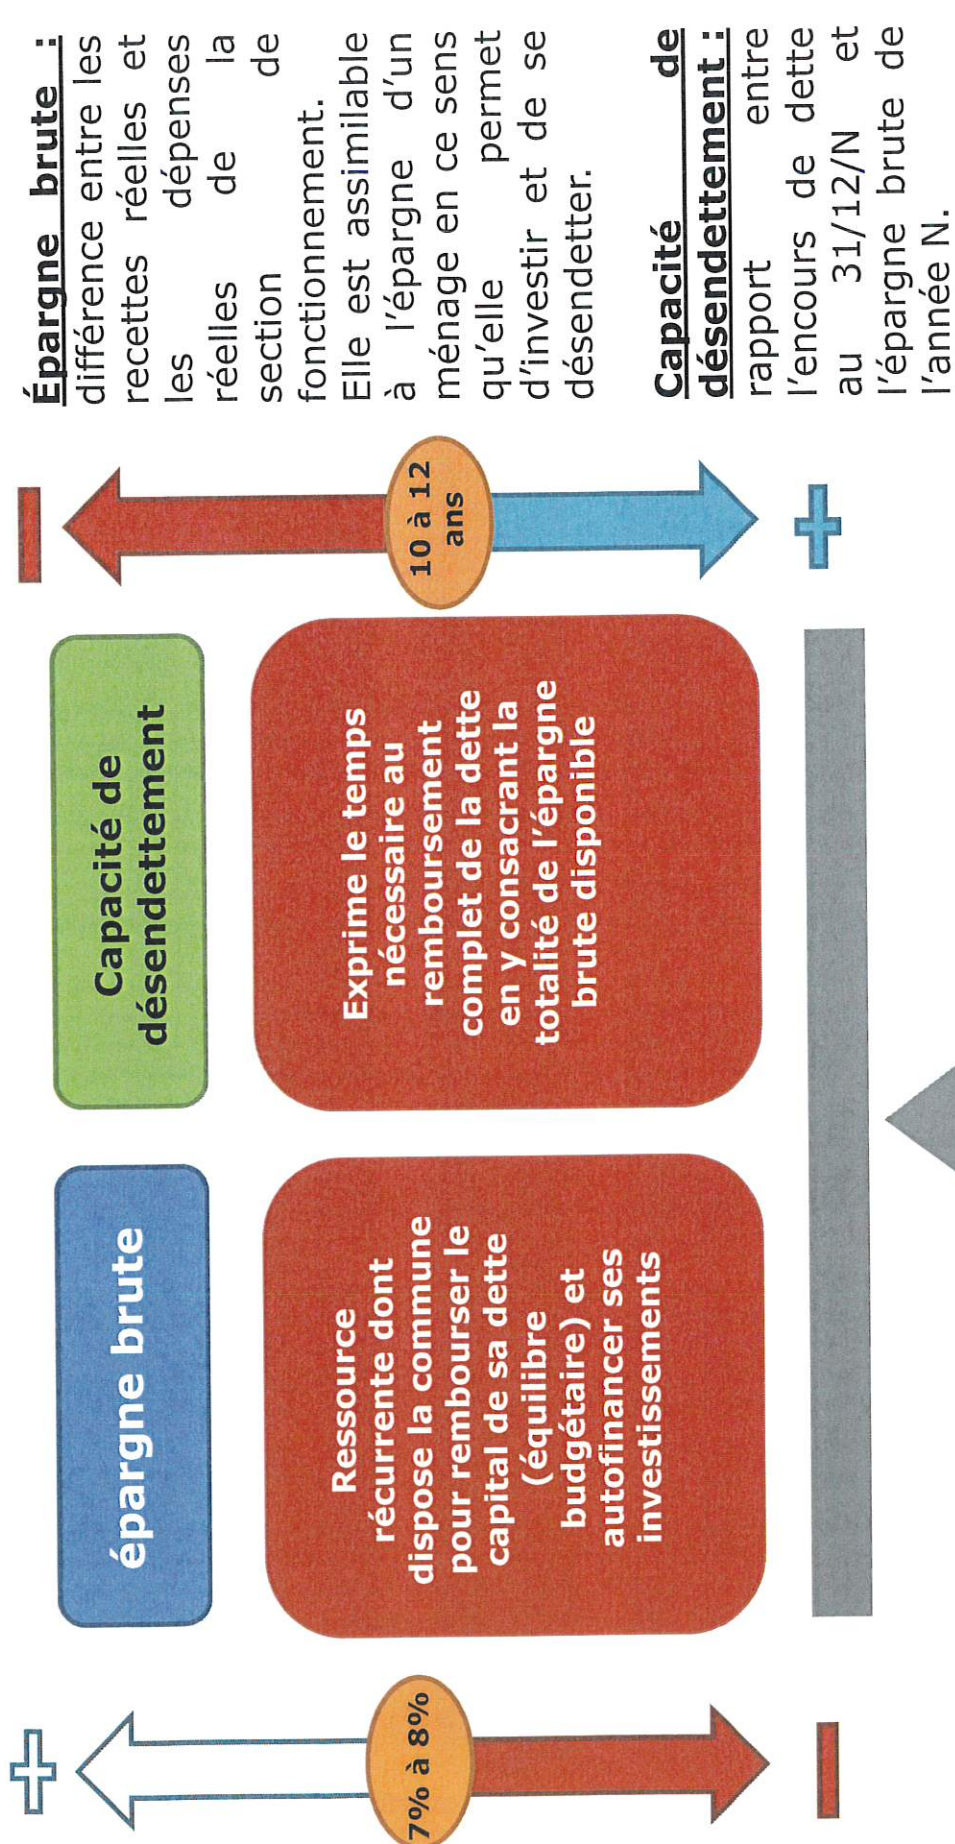 épargne brute
Capacité de
désendettement
7% à 8%
Ressource
récurrente dont
dispose la commune
pour rembourser le
capital de sa dette
(équilibre
budgétaire) et
autofinancer ses
investissements
Exprime le temps
nécessaire au
remboursement
complet de la dette
en y consacrant la
totalité de l'épargne
brute disponible
10 à 12
ans
Épargne brute :
différence entre les
recettes réelles et
les dépenses
réelles de la
section de
fonctionnement.
Elle est assimilable
à l'épargne d'un
ménage en ce sens
qu'elle permet
d'investir et de se
désendetter.
Capacité de
désendettement :
rapport entre
l'encours de dette
au 31/12/N et
l'épargne brute de
l'année N.